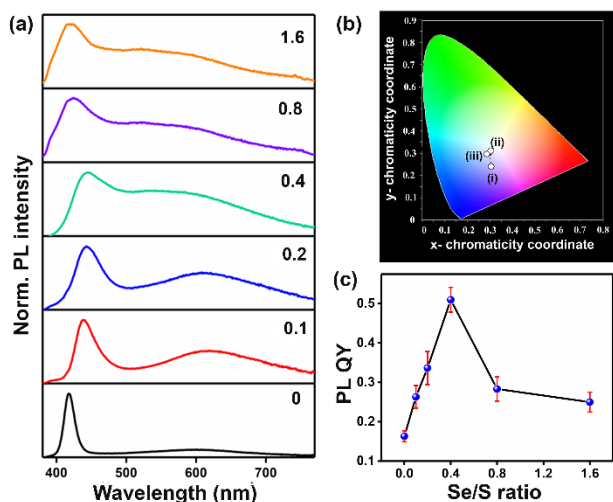 (a)
1.6
0.8
0.4
0.2
0.1
0
Norm. PL intensity
400 500 600 700
Wavelength (nm)
(b)
0.9
0.8
0.7
0.6
0.5
0.4
0.3
0.2
0.1
0
y- chromaticity coordinate
(ii)
(iii)
(i)
0 0.1 0.2 0.3 0.4 0.5 0.6 0.7 0.8
x- chromaticity coordinate
(c)
0.5
0.4
0.3
0.2
0.1
PL QY
0.0 0.4 0.8 1.2 1.6
Se/S ratio